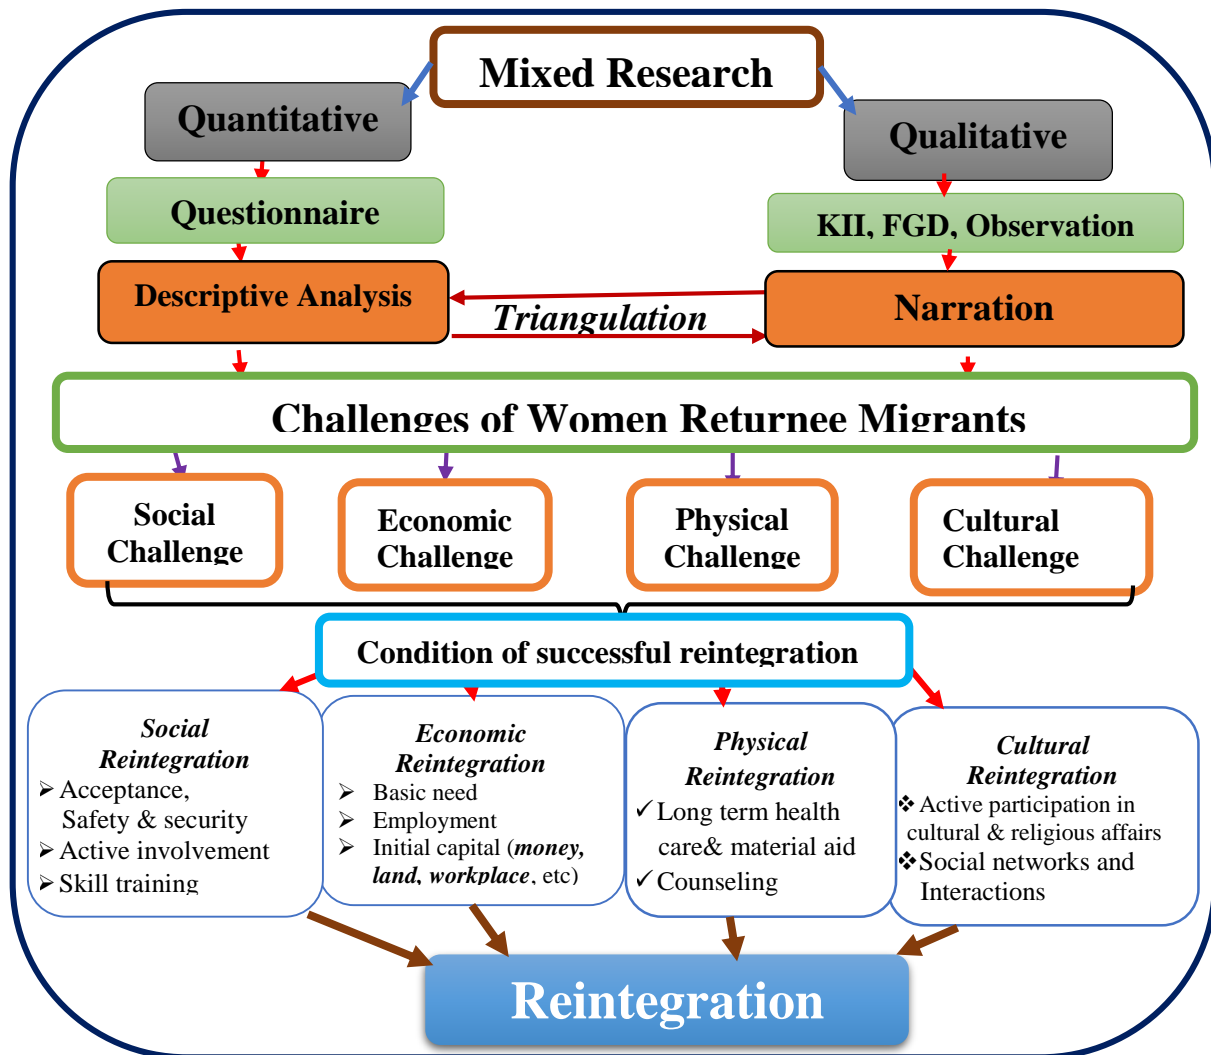 Mixed Research
Quantitative
Qualitative
Questionnaire
KII, FGD, Observation
Descriptive Analysis
Triangulation
Narration
Challenges of Women Returnee Migrants
Social
Challenge
Economic
Challenge
Physical
Challenge
Cultural
Challenge
Condition of successful reintegration
Social
Reintegration
➢ Acceptance,
Safety & security
➢ Active involvement
➢ Skill training
Economic
Reintegration
➢ Basic need
➢ Employment
➢ Initial capital (money,
land, workplace, etc)
Physical
Reintegration
✓ Long term health
care& material aid
✓ Counseling
Cultural
Reintegration
❖ Active participation in
cultural & religious affairs
❖ Social networks and
Interactions
Reintegration